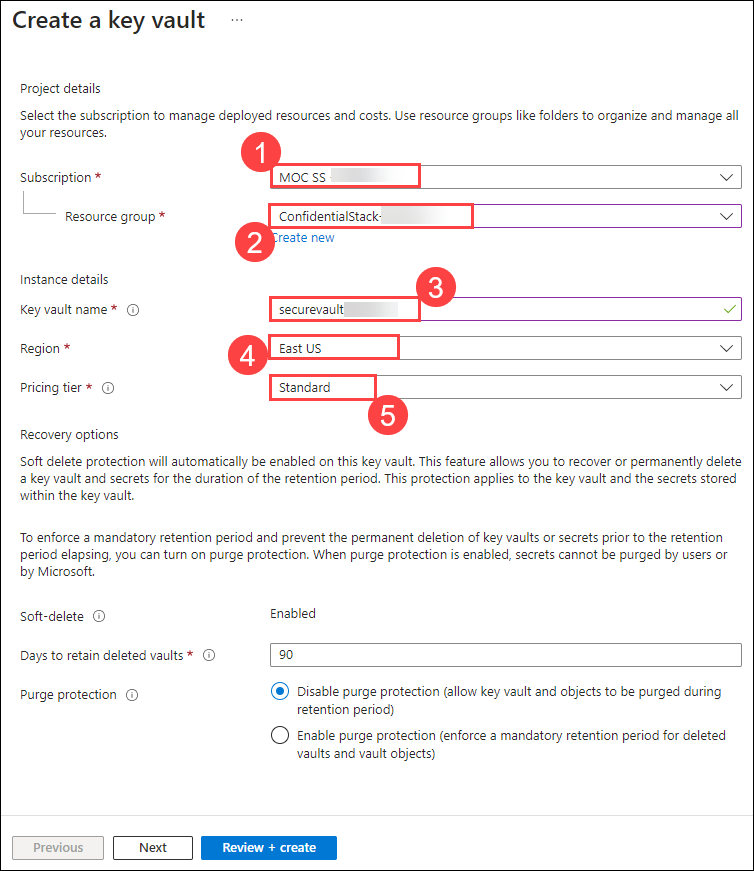 Create a key vault ...
Project details
Select the subscription to manage deployed resources and costs. Use resource groups like folders to organize and manage all
your resources.
1
Subscription *
MOC SS
Resource group *
ConfidentialStack-
2
Create new
Instance details
3
Key vault name *
securevault
4
Region *
East US
Pricing tier *
Standard
5
Recovery options
Soft delete protection will automatically be enabled on this key vault. This feature allows you to recover or permanently delete
a key vault and secrets for the duration of the retention period. This protection applies to the key vault and the secrets stored
within the key vault.
To enforce a mandatory retention period and prevent the permanent deletion of key vaults or secrets prior to the retention
period elapsing, you can turn on purge protection. When purge protection is enabled, secrets cannot be purged by users or
by Microsoft.
Soft-delete
Enabled
Days to retain deleted vaults *
90
Purge protection
Disable purge protection (allow key vault and objects to be purged during
retention period)
Enable purge protection (enforce a mandatory retention period for deleted
vaults and vault objects)
Previous
Next
Review + create